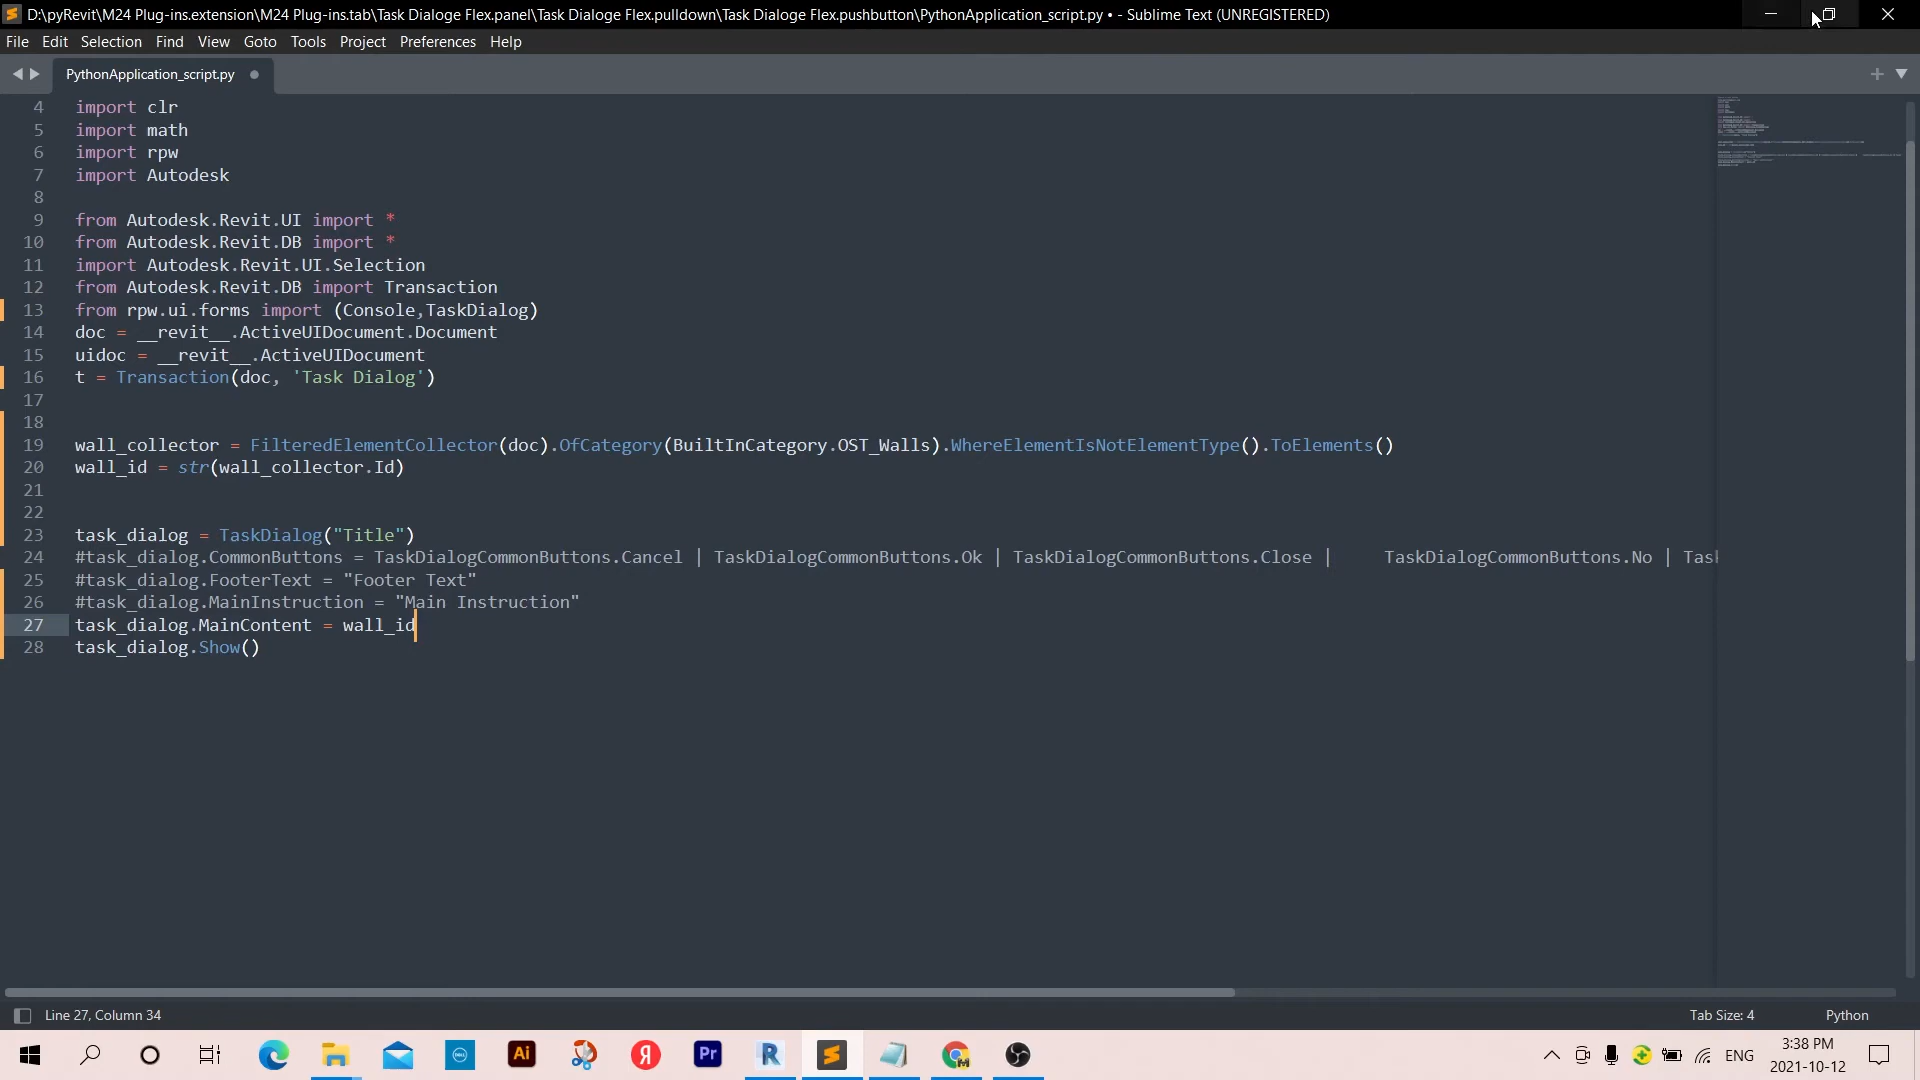 D:\pyRevit\M24 Plug-ins.extension\M24 Plug-ins.tab\Task Dialoge Flex.panel\Task Dialoge Flex.pulldown\Task Dialoge Flex.pushbutton\PythonApplication_script.py • - Sublime Text (UNREGISTERED)
File Edit Selection Find View Goto Tools Project Preferences Help
PythonApplication_script.py
4 import clr
5 import math
6 import rpw
7 import Autodesk
8
9 from Autodesk.Revit.UI import *
10 from Autodesk.Revit.DB import *
11 import Autodesk.Revit.UI.Selection
12 from Autodesk.Revit.DB import Transaction
13 from rpw.ui.forms import (Console,TaskDialog)
14 doc = __revit__.ActiveUIDocument.Document
15 uidoc = __revit__.ActiveUIDocument
16 t = Transaction(doc, 'Task Dialog')
17
18
19 wall_collector = FilteredElementCollector(doc).OfCategory(BuiltInCategory.OST_Walls).WhereElementIsNotElementType().ToElements()
20 wall_id = str(wall_collector.Id)
21
22
23 task_dialog = TaskDialog("Title")
24 #task_dialog.CommonButtons = TaskDialogCommonButtons.Cancel | TaskDialogCommonButtons.Ok | TaskDialogCommonButtons.Close | TaskDialogCommonButtons.No | Task
25 #task_dialog.FooterText = "Footer Text"
26 #task_dialog.MainInstruction = "Main Instruction"
27 task_dialog.MainContent = wall_id
28 task_dialog.Show()
Line 27, Column 34 Tab Size: 4 Python
DELL Ai Я Pr R ENG 3:38 PM
2021-10-12